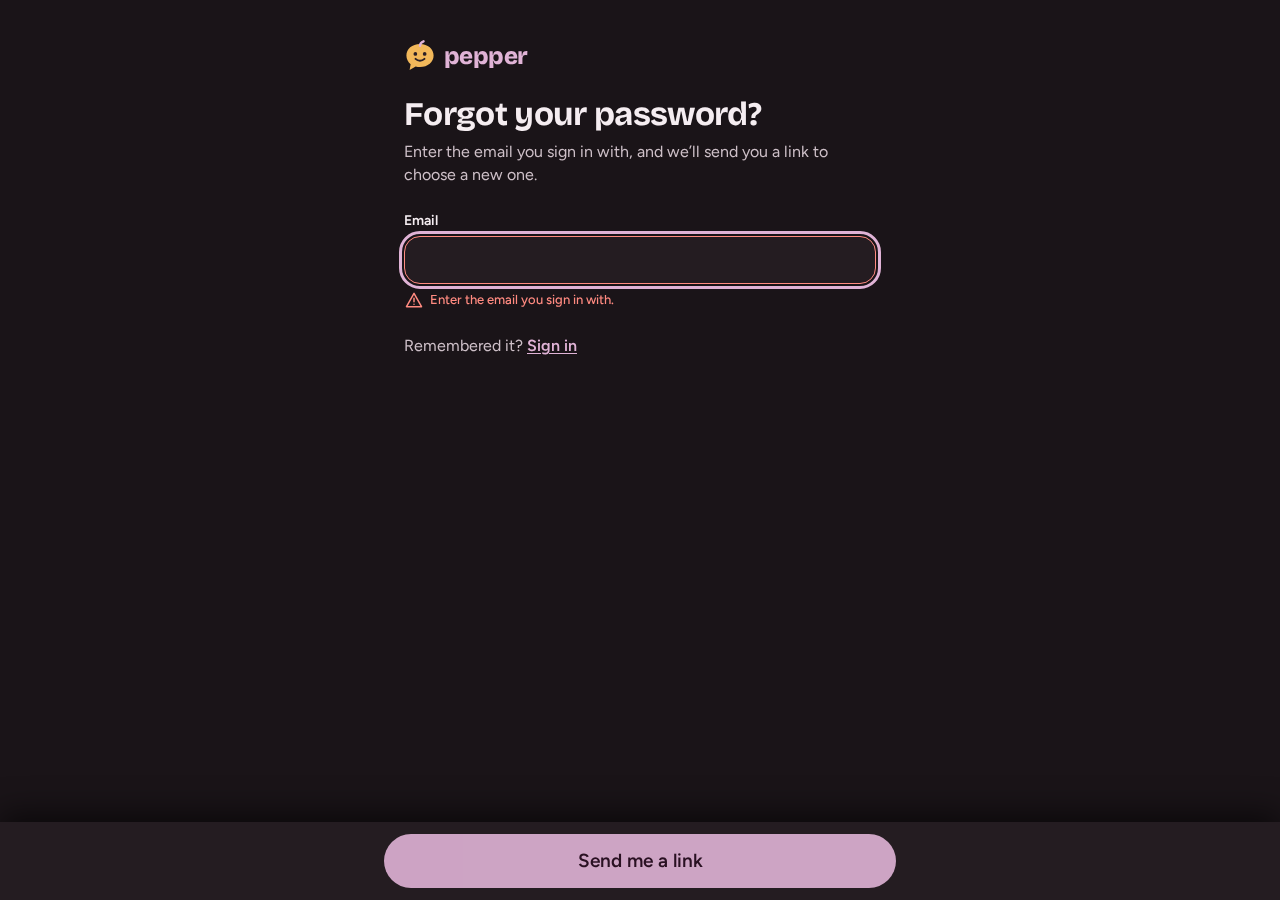 pepper
Forgot your password?
Enter the email you sign in with, and we’ll send you a link to
choose a new one.
Email
Enter the email you sign in with.
Remembered it? Sign in
Send me a link